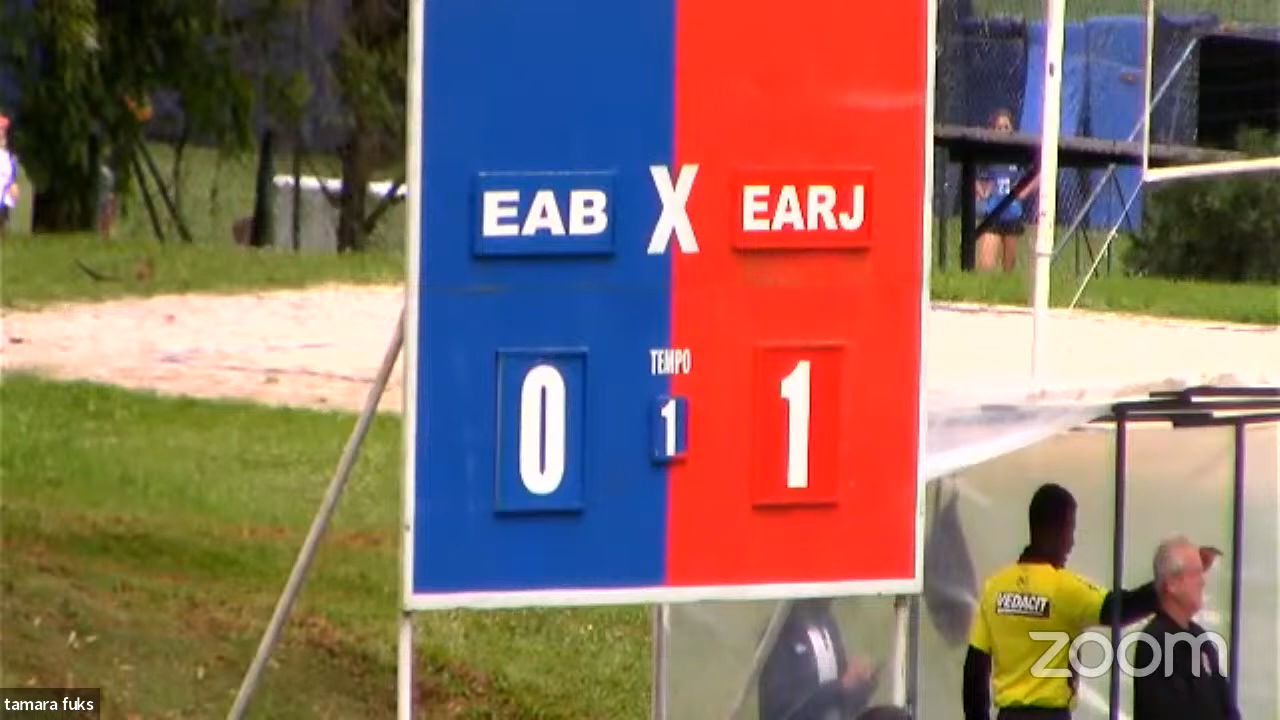 EAB X EARJ
TEMPO
0 1 1
VEDACIT
zoom
tamara fuks